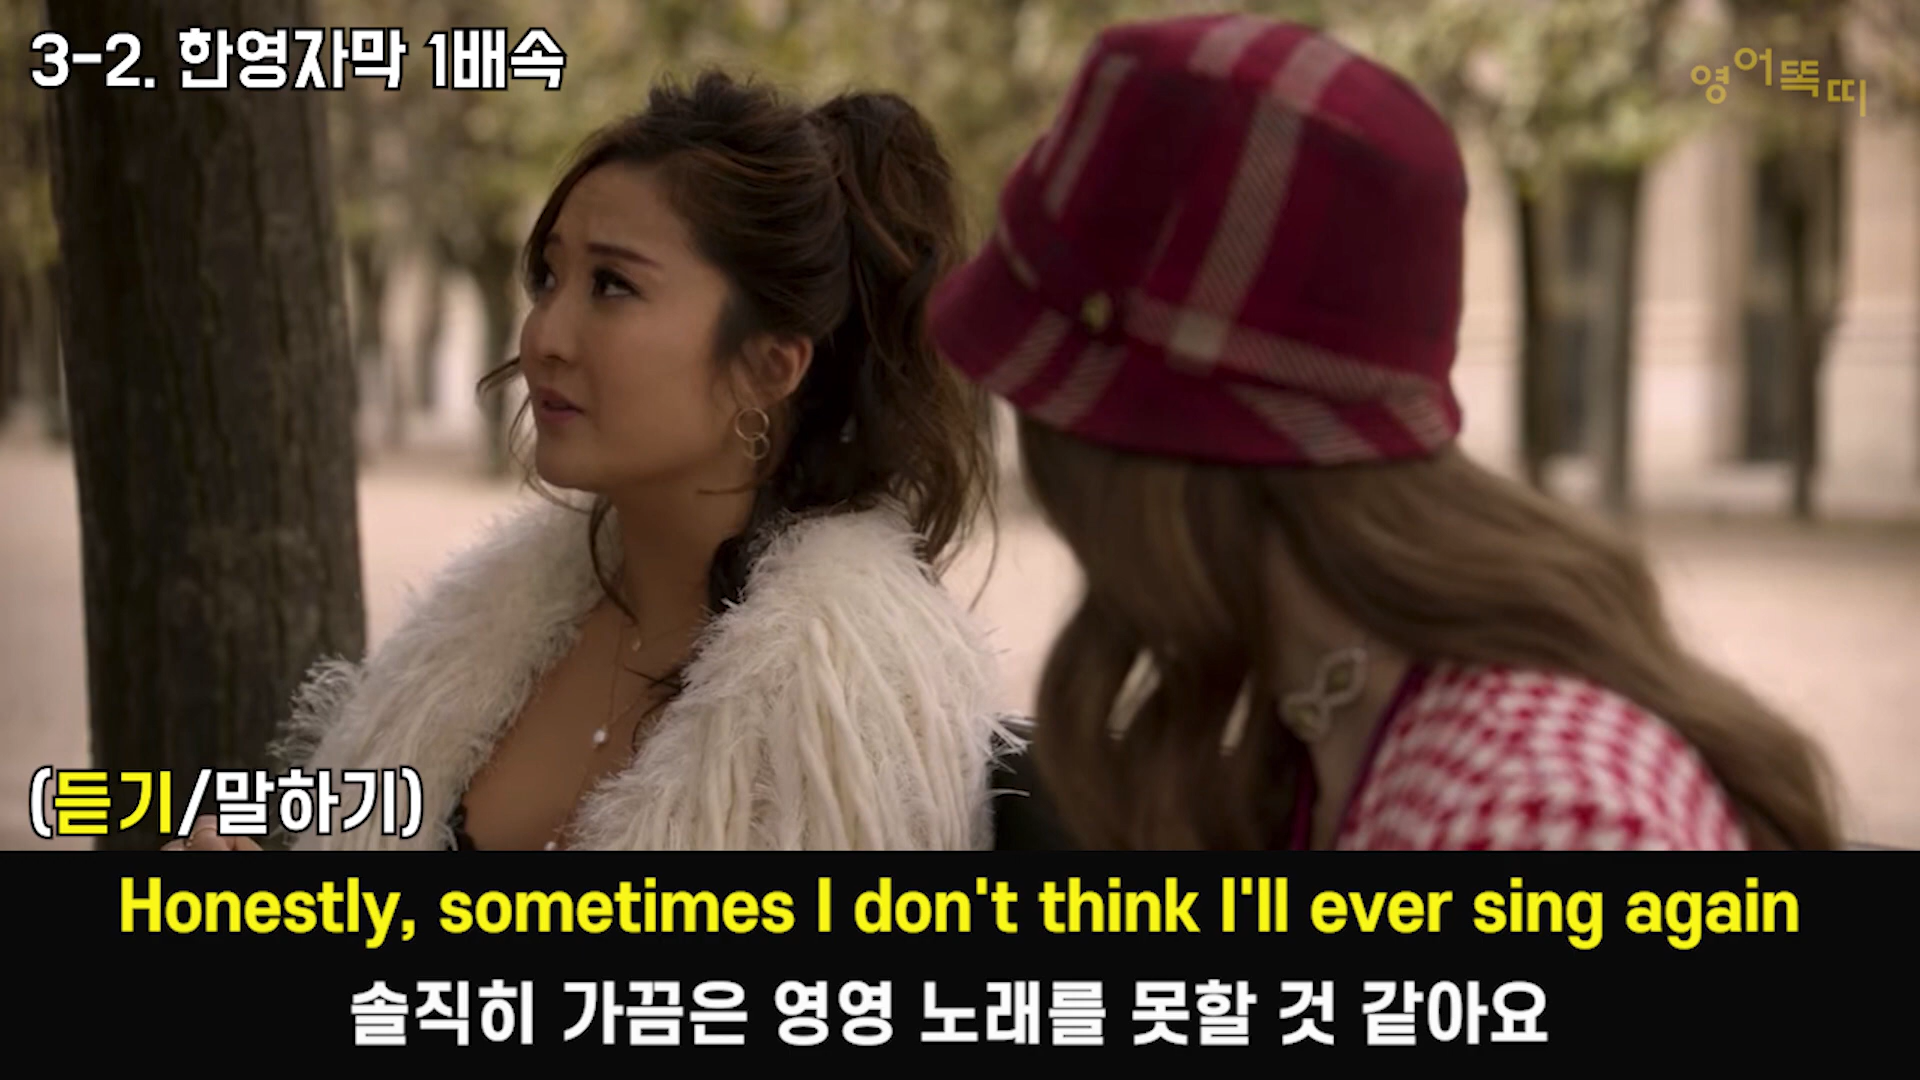 3-2. 한영자막 1배속
영어똑띠
(듣기/말하기)
Honestly, sometimes I don't think I'll ever sing again
솔직히 가끔은 영영 노래를 못할 것 같아요